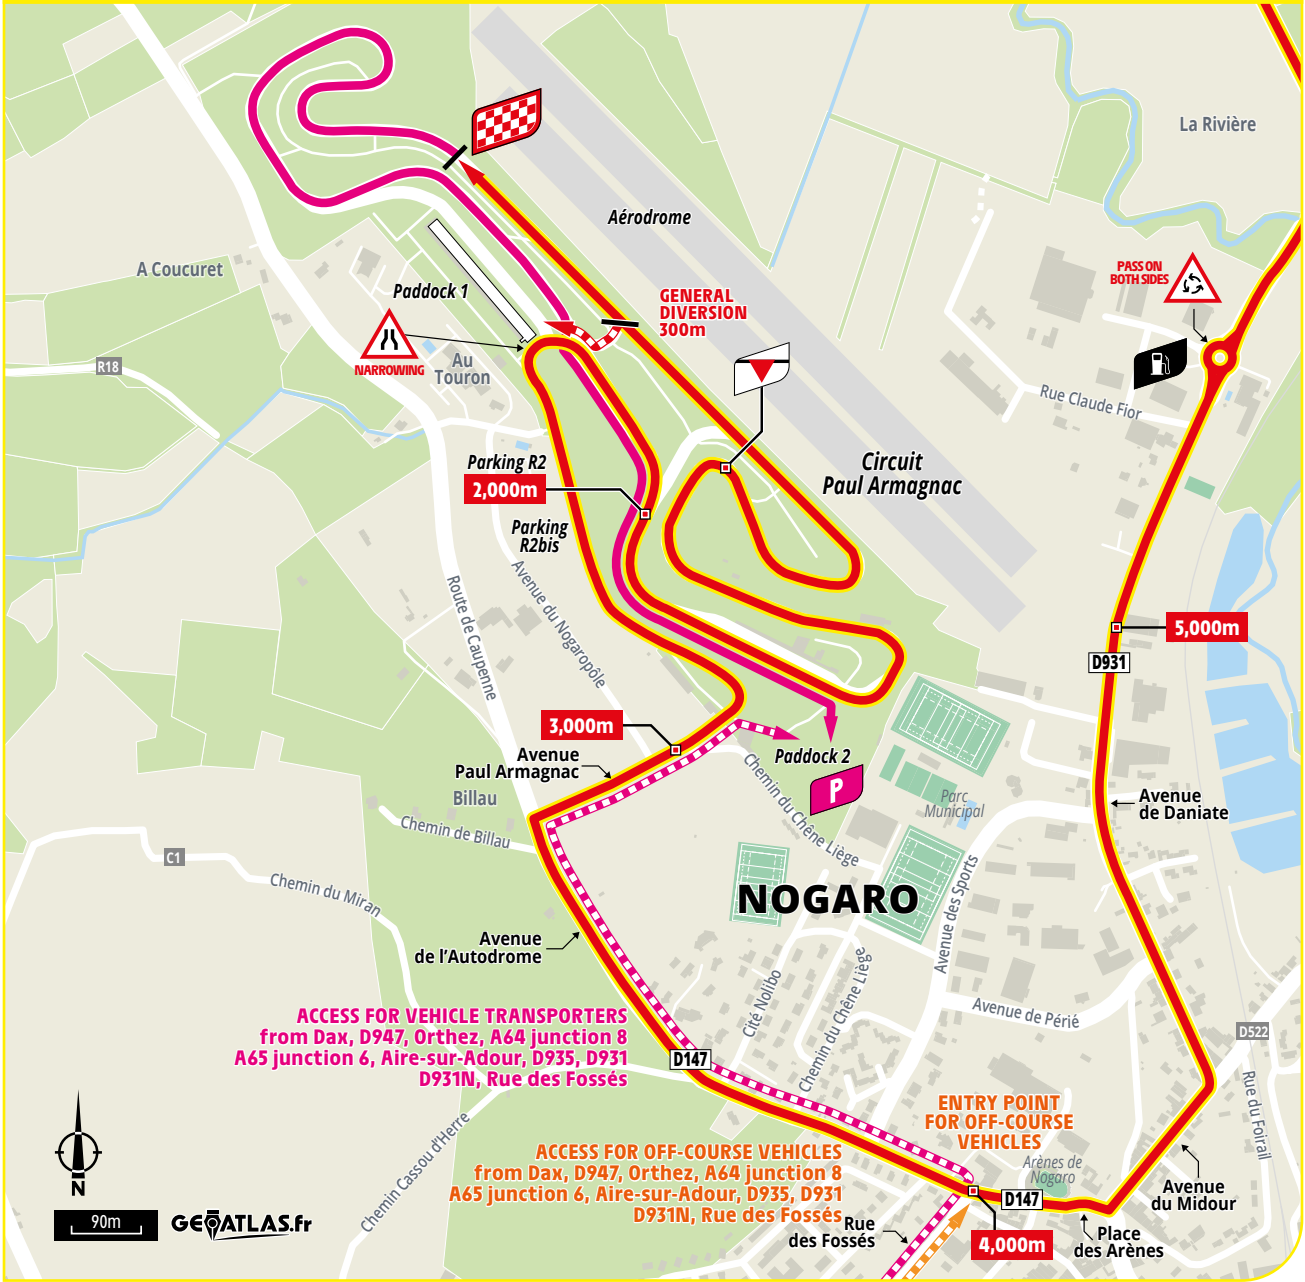 La Rivière
Aérodrome
A Coucuret
PASS ON
BOTH SIDES
Paddock 1
GENERAL
DIVERSION
300m
NARROWING
Au
Touron
R18
Rue Claude Fior
Circuit
Paul Armagnac
Parking R2
2,000m
Parking
R2bis
Route de Caupenne
Avenue du Nogaropôle
5,000m
D931
3,000m
Avenue
Paul Armagnac
Paddock 2
P
Chemin du Chêne Liège
Billau
Chemin de Billau
Parc
Municipal
Avenue
de Daniate
C1
Chemin du Miran
NOGARO
Avenue des Sports
Avenue
de l'Autodrome
Cité Nolibo
Chemin du Chêne Liège
Avenue de Périé
ACCESS FOR VEHICLE TRANSPORTERS
from Dax, D947, Orthez, A64 junction 8
A65 junction 6, Aire-sur-Adour, D935, D931
D931N, Rue des Fossés
D147
D522
Rue du Foirail
ENTRY POINT
FOR OFF-COURSE
VEHICLES
Chemin Cassou d'Herre
ACCESS FOR OFF-COURSE VEHICLES
from Dax, D947, Orthez, A64 junction 8
A65 junction 6, Aire-sur-Adour, D935, D931
D931N, Rue des Fossés
Arènes de
Nogaro
D147
Avenue
du Midour
Rue
des Fossés
4,000m
Place
des Arènes
N
90m
GEOATLAS.fr